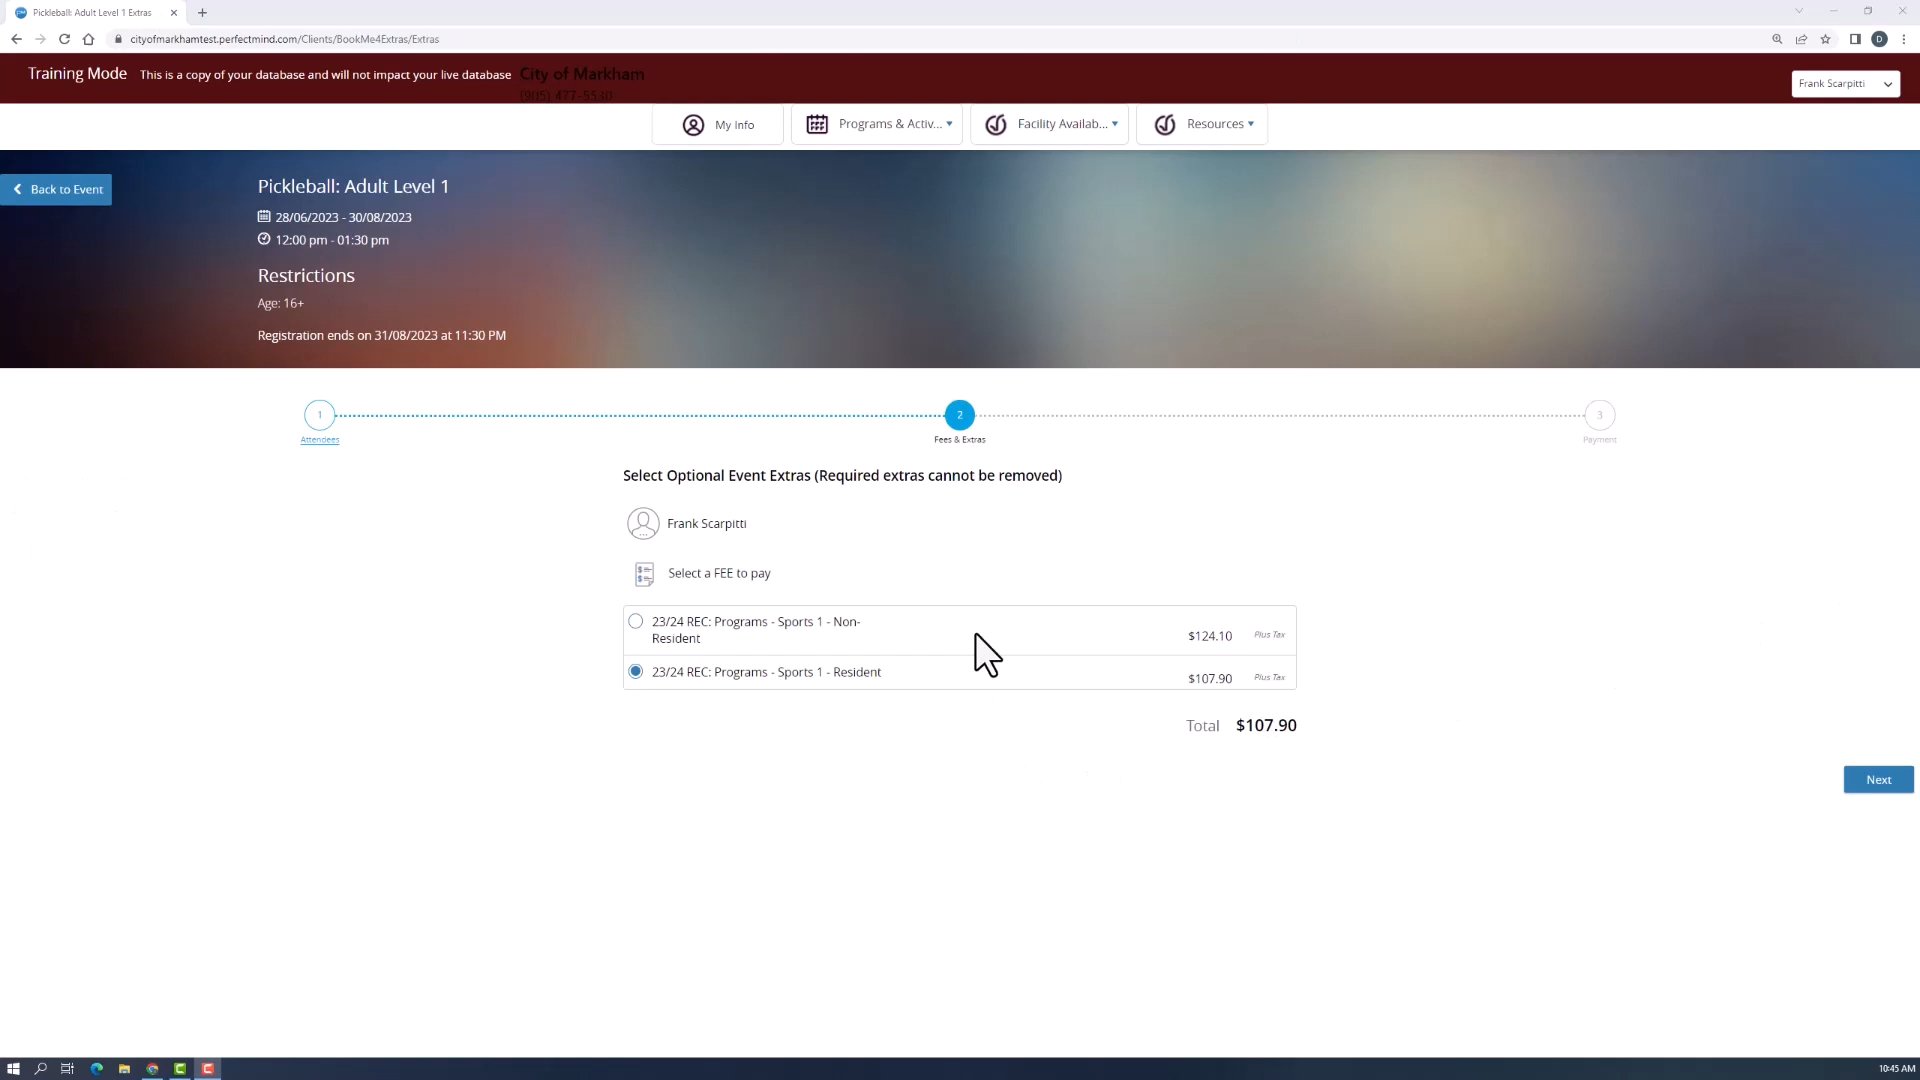 Pickleball: Adult Level 1 Extras
cityofmarkhamtest.perfectmind.com/Clients/BookMe4Extras/Extras
D
Training Mode This is a copy of your database and will not impact your live database City of Markham
(905) 477-5530
Frank Scarpitti
My Info
Programs & Activ...
Facility Availab...
Resources
Back to Event
Pickleball: Adult Level 1
28/06/2023 - 30/08/2023
12:00 pm - 01:30 pm
Restrictions
Age: 16+
Registration ends on 31/08/2023 at 11:30 PM
1
2
3
Attendees
Fees & Extras
Payment
Select Optional Event Extras (Required extras cannot be removed)
Frank Scarpitti
Select a FEE to pay
23/24 REC: Programs - Sports 1 - Non-
Resident
$124.10 Plus Tax
23/24 REC: Programs - Sports 1 - Resident
$107.90 Plus Tax
Total $107.90
Next
10:45 AM